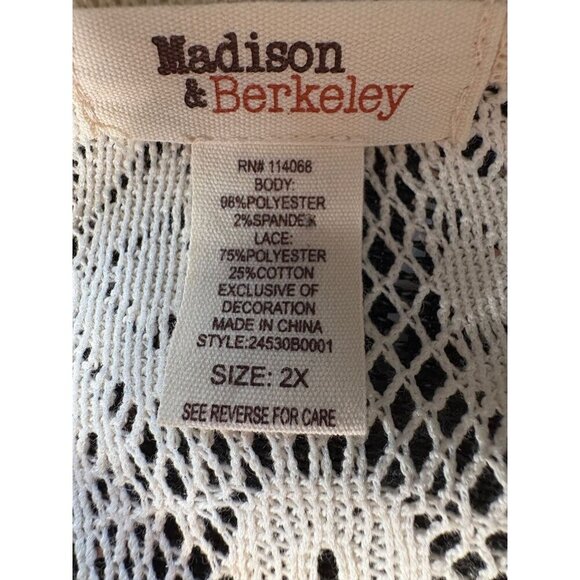 Madison
& Berkeley
RN# 114066
BODY:
98%POLYESTER
2%SPANDEX
LACE:
75%POLYESTER
25%COTTON
EXCLUSIVE OF
DECORATION
MADE IN CHINA
STYLE:24530B0001
SIZE: 2X
SEE REVERSE FOR CARE